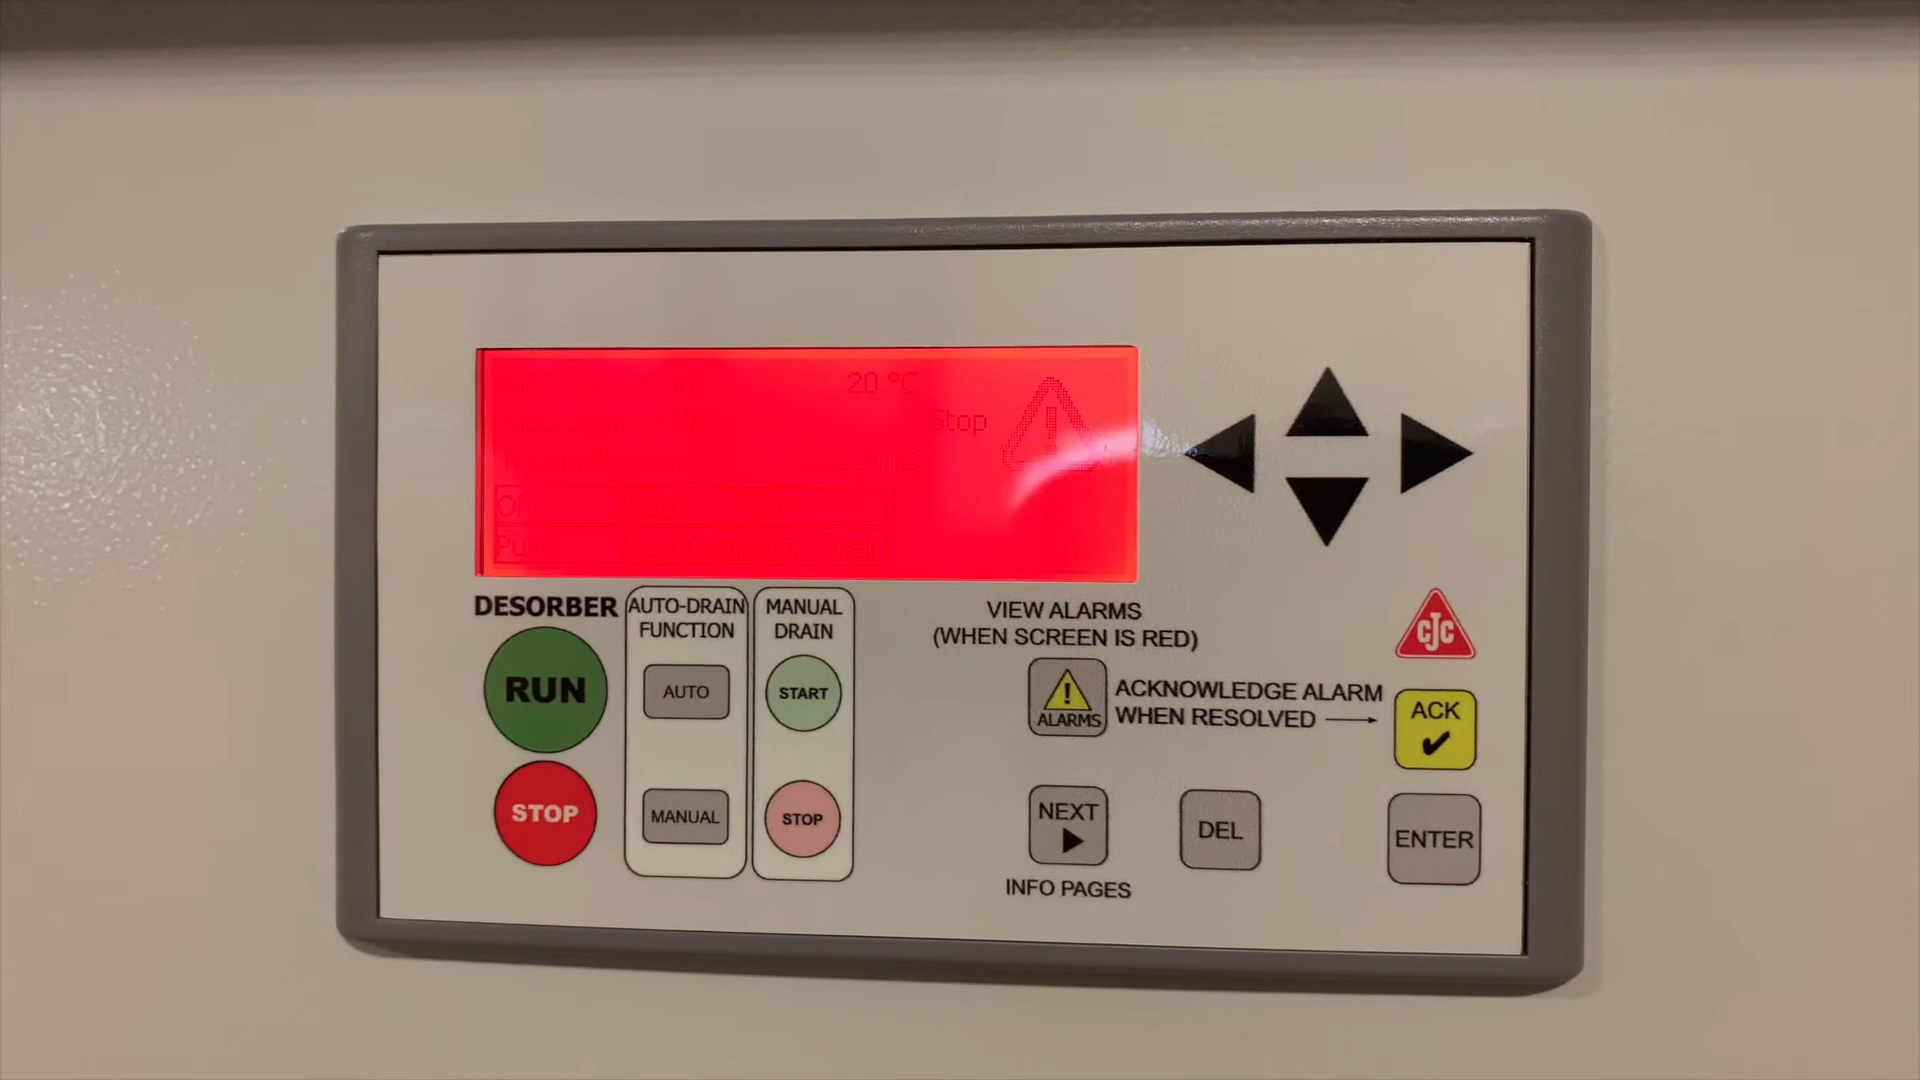 20 °C
Stop
DESORBER
AUTO-DRAIN
FUNCTION
MANUAL
DRAIN
VIEW ALARMS
(WHEN SCREEN IS RED)
CJC
RUN
AUTO
START
!
ALARMS
ACKNOWLEDGE ALARM
WHEN RESOLVED
ACK
STOP
MANUAL
STOP
NEXT
DEL
ENTER
INFO PAGES